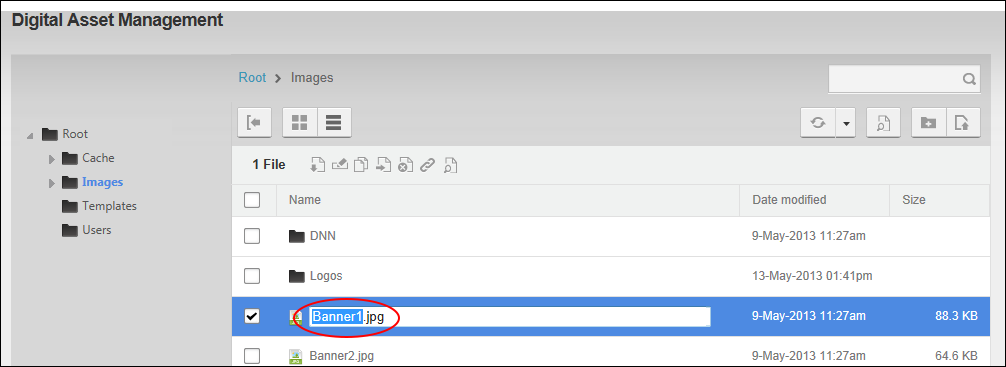 Digital Asset Management
Root > Images
Root
Cache
Images
Templates
Users
1 File
Name Date modified Size
DNN 9-May-2013 11:27am
Logos 13-May-2013 01:41pm
Banner1.jpg 9-May-2013 11:27am 88.3 KB
Banner2.jpg 9-May-2013 11:27am 64.6 KB